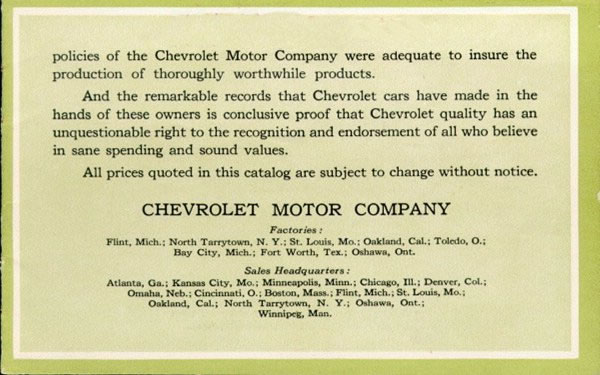 policies of the Chevrolet Motor Company were adequate to insure the
production of thoroughly worthwhile products.
And the remarkable records that Chevrolet cars have made in the
hands of these owners is conclusive proof that Chevrolet quality has an
unquestionable right to the recognition and endorsement of all who believe
in sane spending and sound values.
All prices quoted in this catalog are subject to change without notice.
CHEVROLET MOTOR COMPANY
Factories:
Flint, Mich.; North Tarrytown, N. Y.; St. Louis, Mo.; Oakland, Cal.; Toledo, O.;
Bay City, Mich.; Fort Worth, Tex.; Oshawa, Ont.
Sales Headquarters:
Atlanta, Ga.; Kansas City, Mo.; Minneapolis, Minn.; Chicago, Ill.; Denver, Col.;
Omaha, Neb.; Cincinnati, O.; Boston, Mass.; Flint, Mich.; St. Louis, Mo.;
Oakland, Cal.; North Tarrytown, N. Y.; Oshawa, Ont.;
Winnipeg, Man.